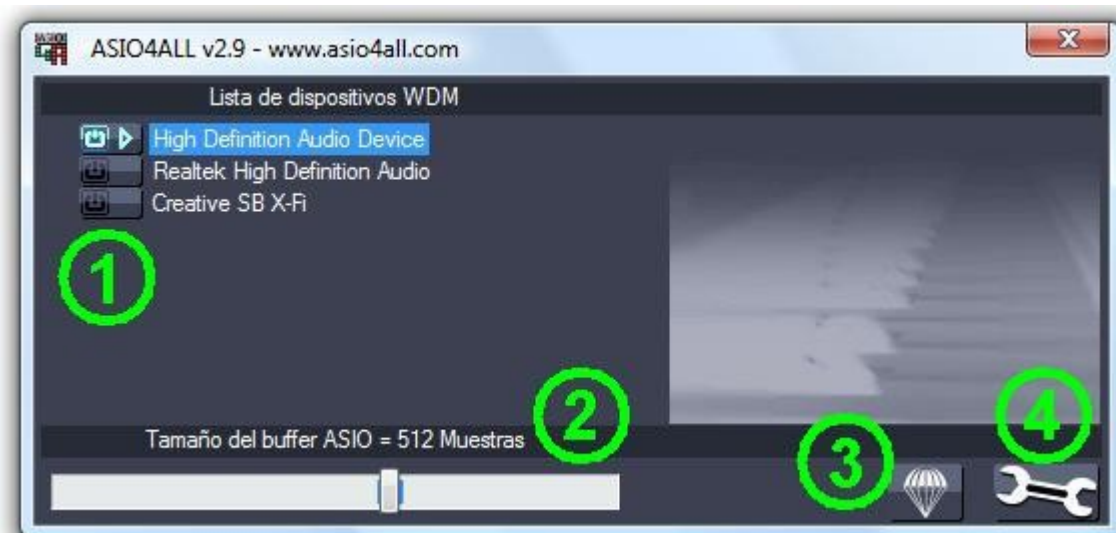 ASIO4ALL v2.9 - www.asio4all.com
Lista de dispositivos WDM
High Definition Audio Device
Realtek High Definition Audio
Creative SB X-Fi
1
2
Tamaño del buffer ASIO = 512 Muestras
3
4